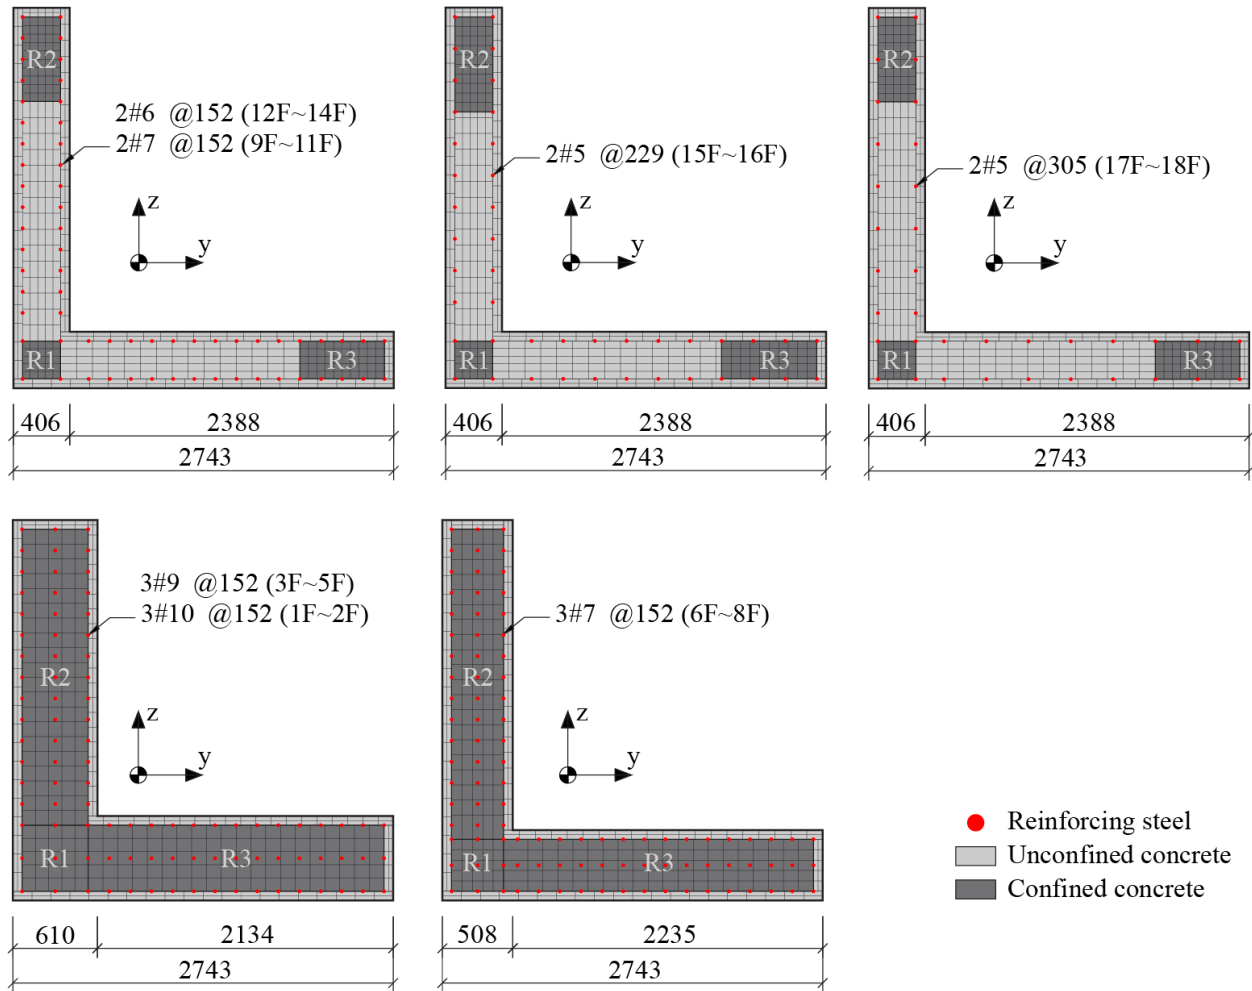 R2
2#6 @152 (12F~14F)
2#7 @152 (9F~11F)
z
y
R1
R3
406
2388
2743
R2
2#5 @229 (15F~16F)
z
y
R1
R3
406
2388
2743
R2
2#5 @305 (17F~18F)
z
y
R1
R3
406
2388
2743
3#9 @152 (3F~5F)
3#10 @152 (1F~2F)
R2
z
y
R1
R3
610
2134
2743
3#7 @152 (6F~8F)
R2
z
y
R1
R3
508
2235
2743
Reinforcing steel
Unconfined concrete
Confined concrete